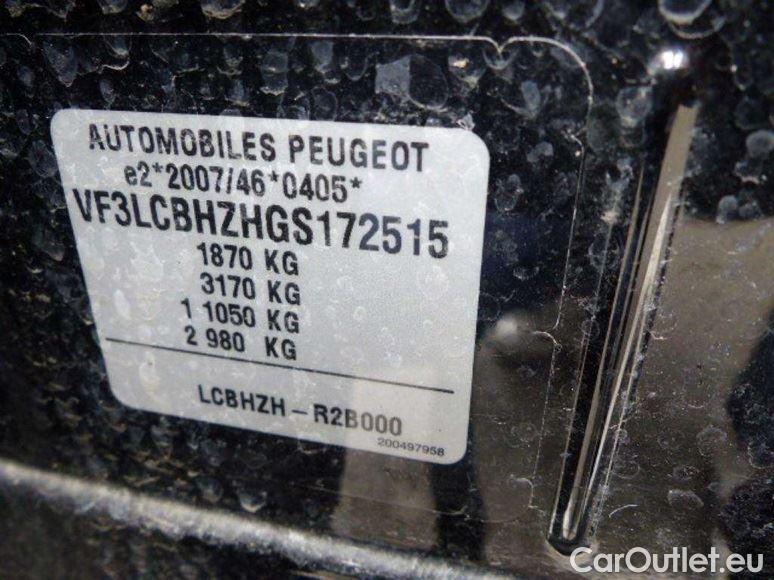 AUTOMOBILES PEUGEOT
e2*2007/46*0405*
VF3LCBHZHGS172515
1870 KG
3170 KG
1 1050 KG
2 980 KG
LCBHZH - R2B000
200497958
CarOutlet.eu